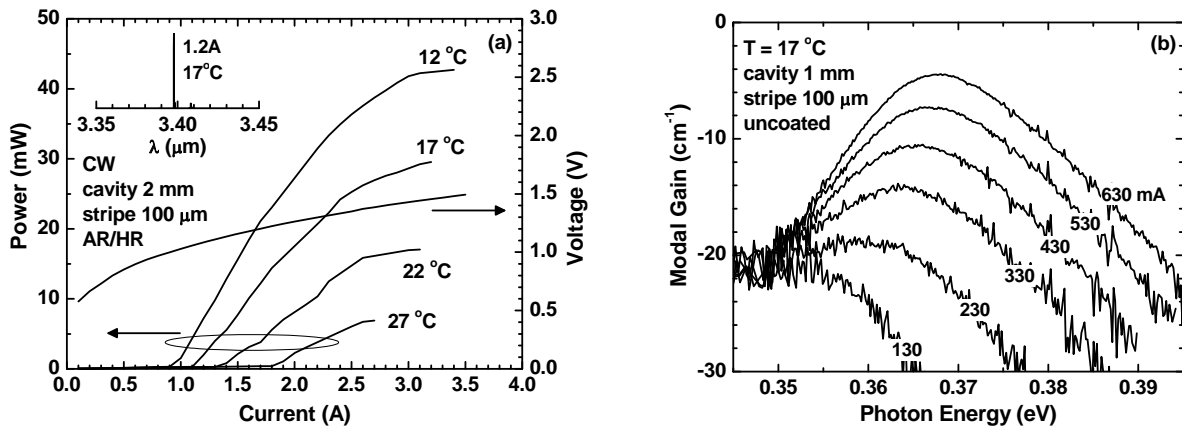 (a)
50
40
30
20
10
0
Power (mW)
0.0
0.5
1.0
1.5
2.0
2.5
3.0
3.5
4.0
Current (A)
3.0
2.5
2.0
1.5
1.0
0.5
0.0
Voltage (V)
1.2A
17°C
3.35
3.40
3.45
λ (μm)
CW
cavity 2 mm
stripe 100 μm
AR/HR
12 °C
17 °C
22 °C
27 °C
(b)
0
-10
-20
-30
Modal Gain (cm⁻¹)
T = 17 °C
cavity 1 mm
stripe 100 μm
uncoated
630 mA
530
430
330
230
130
0.35
0.36
0.37
0.38
0.39
Photon Energy (eV)